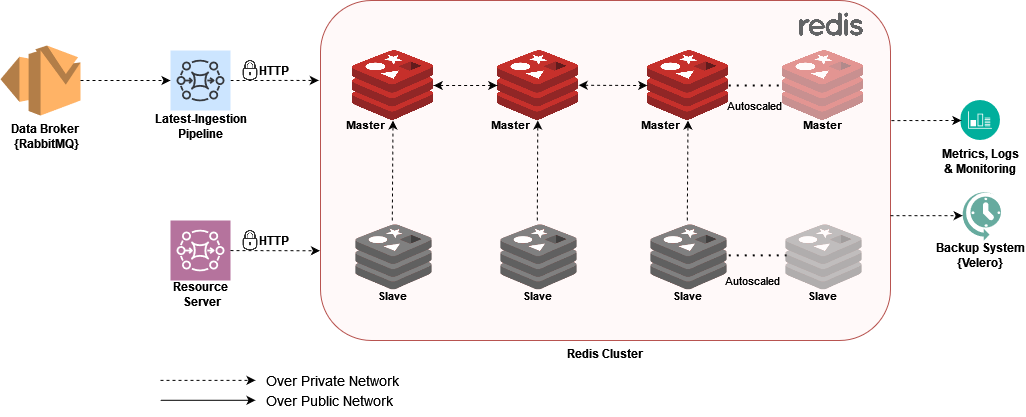 redis
HTTP
HTTP
Data Broker
{RabbitMQ}
Latest-Ingestion
Pipeline
Master
Master
Master
Autoscaled
Master
Metrics, Logs
& Monitoring
Resource
Server
Slave
Slave
Slave
Autoscaled
Slave
Backup System
{Velero}
Redis Cluster
Over Private Network
Over Public Network